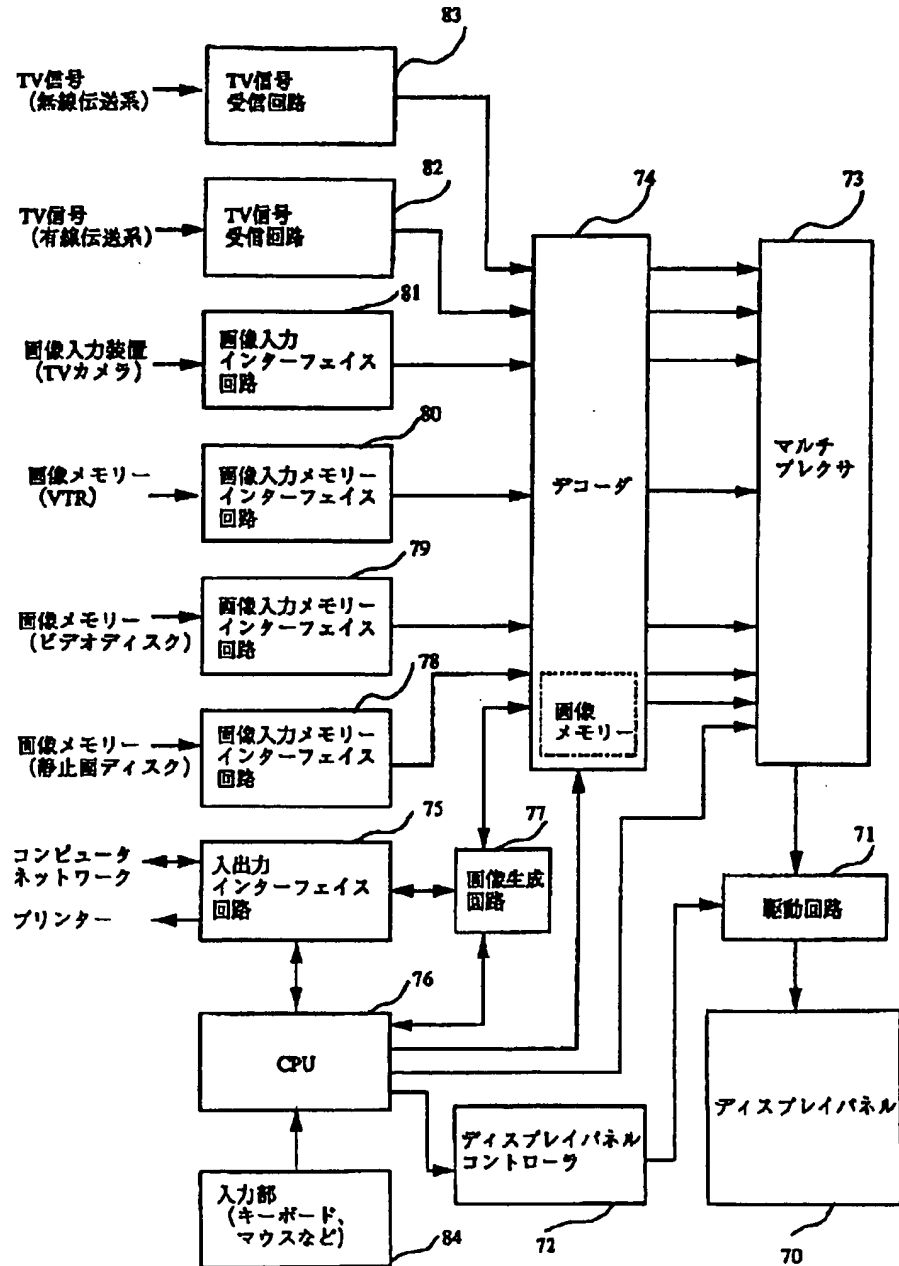 83
TV信号
(無線伝送系)
TV信号
受信回路
82
TV信号
(有線伝送系)
TV信号
受信回路
74
73
81
画像入力装置
(TVカメラ)
画像入力
インターフェイス
回路
80
画像メモリー
(VTR)
画像入力メモリー
インターフェイス
回路
デコーダ
マルチ
プレクサ
79
画像メモリー
(ビデオディスク)
画像入力メモリー
インターフェイス
回路
78
画像メモリー
(静止画ディスク)
画像入力メモリー
インターフェイス
回路
画像
メモリー
75
コンピュータ
ネットワーク
プリンター
入出力
インターフェイス
回路
77
画像生成
回路
71
駆動回路
76
CPU
ディスプレイパネル
ディスプレイパネル
コントローラ
入力部
(キーボード、
マウスなど)
84
72
70